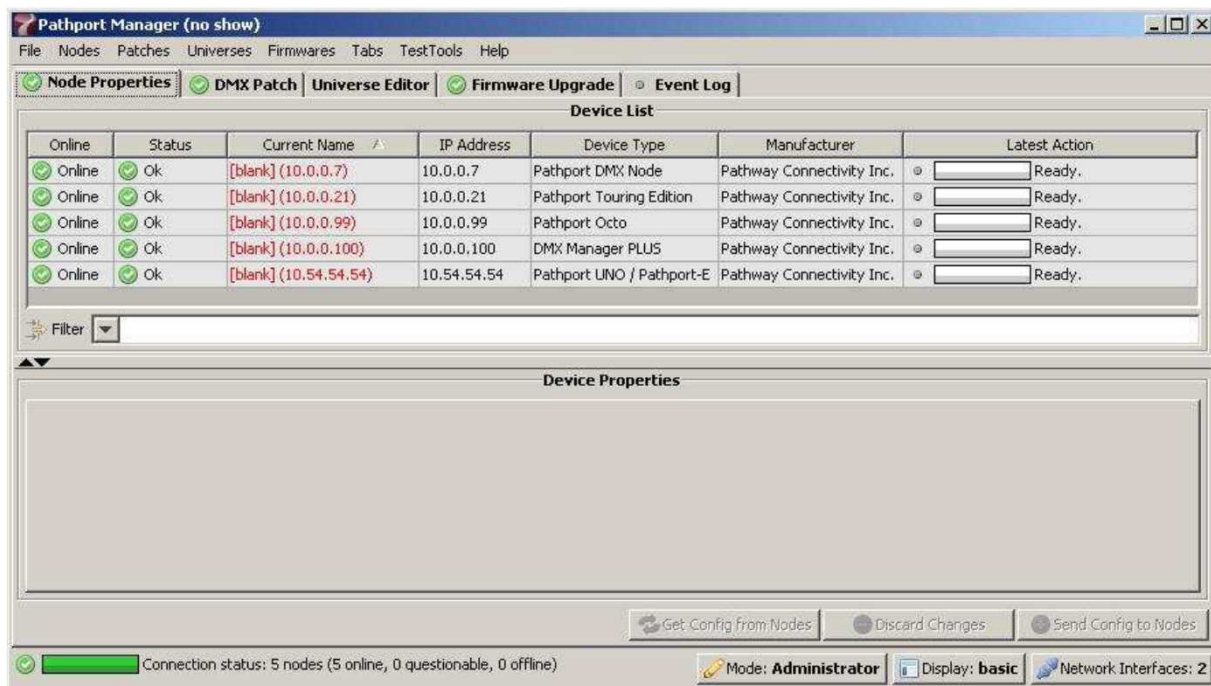 Pathport Manager (no show)
File Nodes Patches Universes Firmwares Tabs TestTools Help
Node Properties DMX Patch Universe Editor Firmware Upgrade Event Log
Device List
Online Status Current Name IP Address Device Type Manufacturer Latest Action
Online Ok [blank] (10.0.0.7) 10.0.0.7 Pathport DMX Node Pathway Connectivity Inc. Ready.
Online Ok [blank] (10.0.0.21) 10.0.0.21 Pathport Touring Edition Pathway Connectivity Inc. Ready.
Online Ok [blank] (10.0.0.99) 10.0.0.99 Pathport Octo Pathway Connectivity Inc. Ready.
Online Ok [blank] (10.0.0.100) 10.0.0.100 DMX Manager PLUS Pathway Connectivity Inc. Ready.
Online Ok [blank] (10.54.54.54) 10.54.54.54 Pathport UNO / Pathport-E Pathway Connectivity Inc. Ready.
Filter
Device Properties
Get Config from Nodes Discard Changes Send Config to Nodes
Connection status: 5 nodes (5 online, 0 questionable, 0 offline) Mode: Administrator Display: basic Network Interfaces: 2